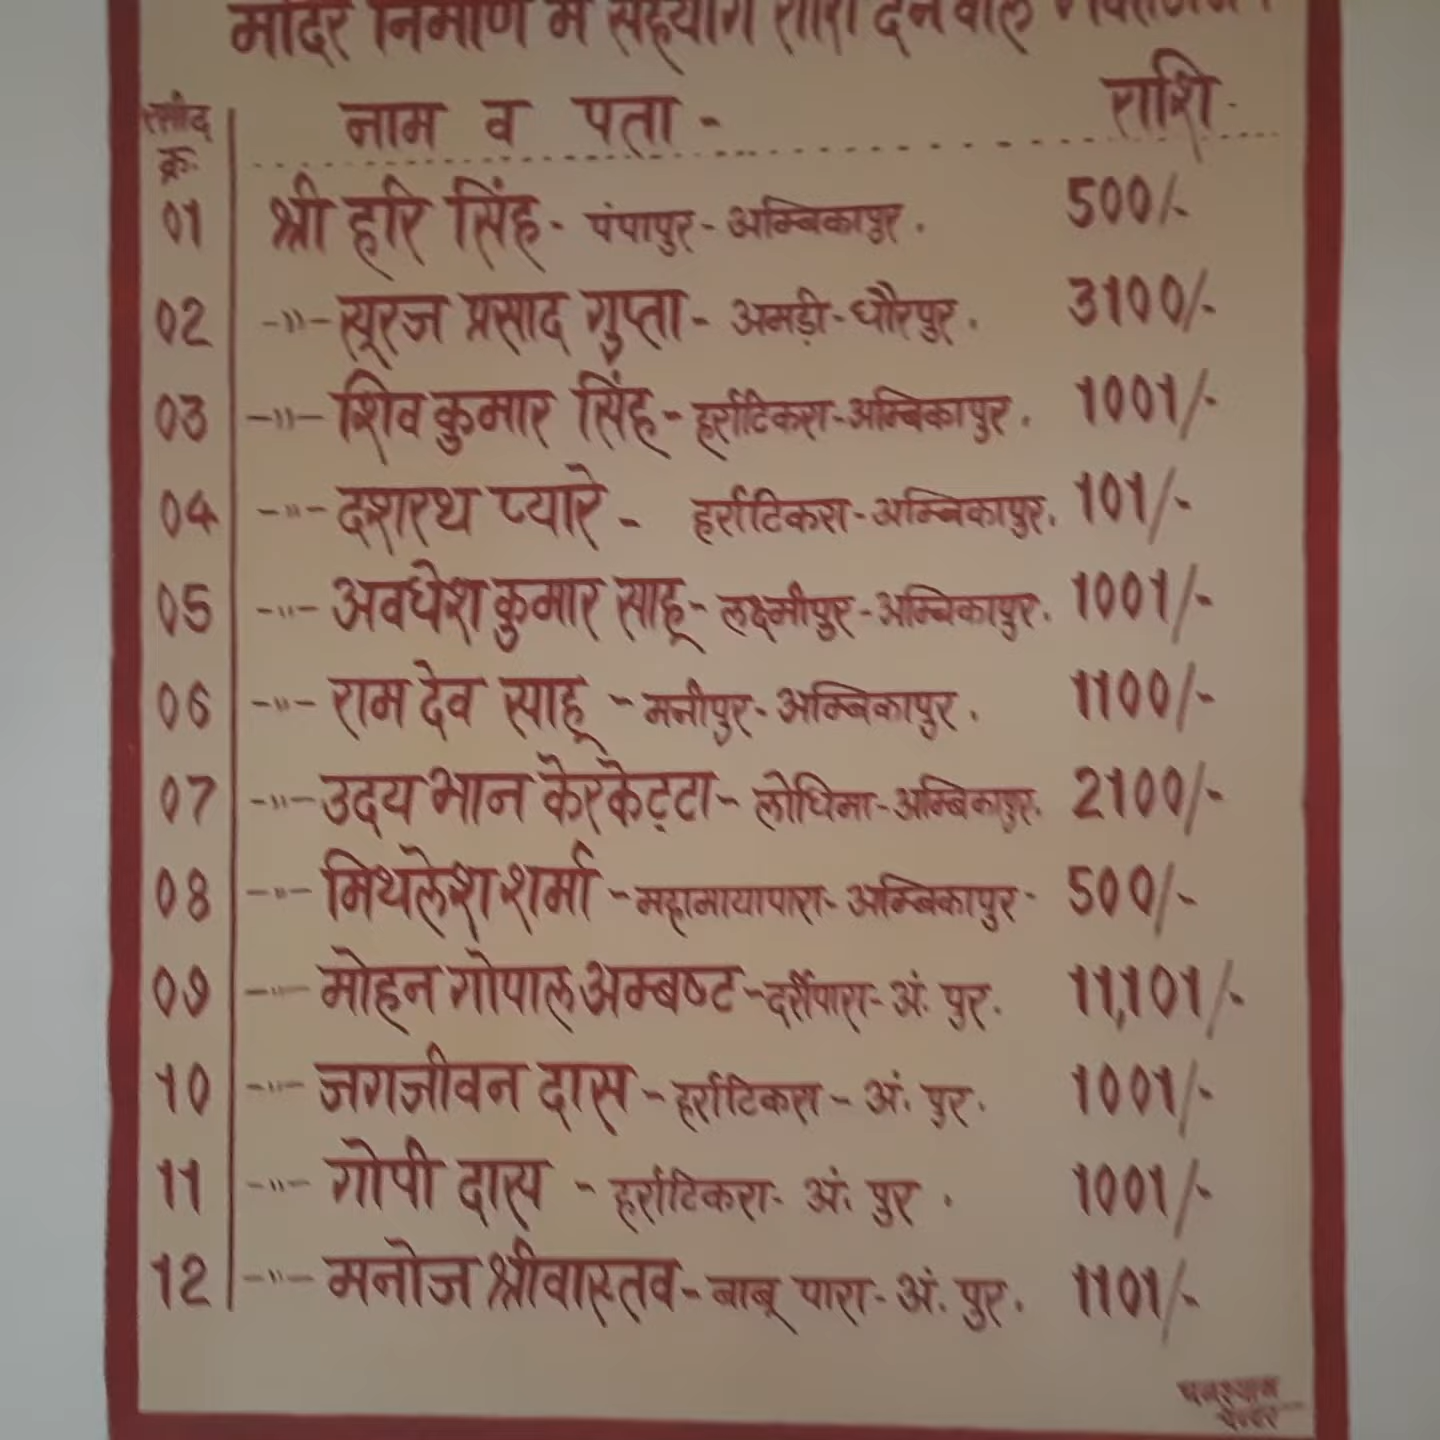 मंदिर निर्माण में सहयोग राशी देने वाले
रसीद क्र. नाम व पता - राशि -
01 श्री हरि सिंह - पंपापुर - अम्बिकापुर . 500/-
02 -"- सूरज प्रसाद गुप्ता - अमड़ी - धौरपुर . 3100/-
03 -"- शिव कुमार सिंह - हर्राटिकरा - अम्बिकापुर . 1001/-
04 -"- दशरथ प्यारे - हर्राटिकरा - अम्बिकापुर . 101/-
05 -"- अवधेश कुमार साहू - लक्ष्मीपुर - अम्बिकापुर . 1001/-
06 -"- राम देव साहू - मनीपुर - अम्बिकापुर . 1100/-
07 -"- उदय भान केरकेट्टा - लोधिमा - अम्बिकापुर . 2100/-
08 -"- मिथलेश शर्मा - महामायापारा - अम्बिकापुर - 500/-
09 -"- मोहन गोपाल अम्बष्ट - दर्रीपारा - अं. पुर . 11,101/-
10 -"- जगजीवन दास - हर्राटिकरा - अं. पुर . 1001/-
11 -"- गोपी दास - हर्राटिकरा - अं. पुर . 1001/-
12 -"- मनोज श्रीवास्तव - बाबू पारा - अं. पुर . 1101/-
घनश्याम
पेन्टर